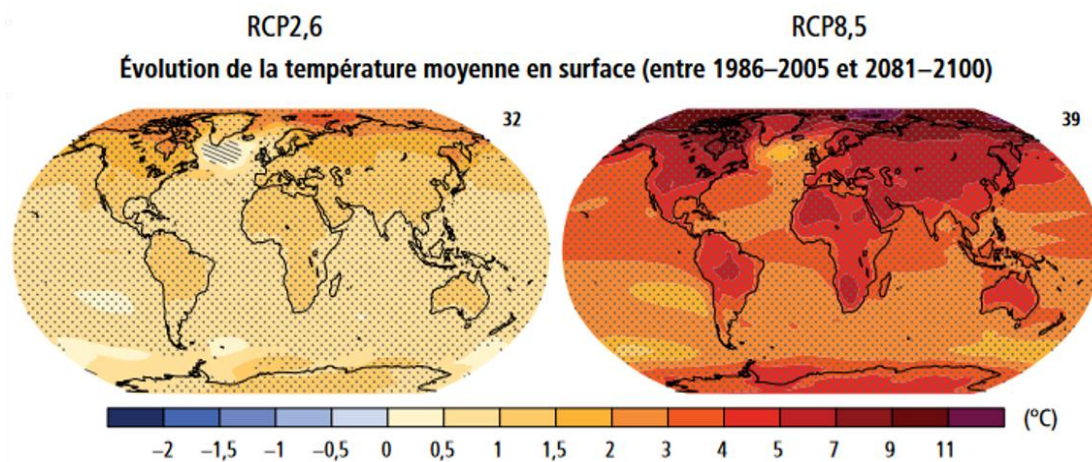 RCP2,6 RCP8,5
Évolution de la température moyenne en surface (entre 1986–2005 et 2081–2100)
32 39
(°C)
−2 −1,5 −1 −0,5 0 0,5 1 1,5 2 3 4 5 7 9 11